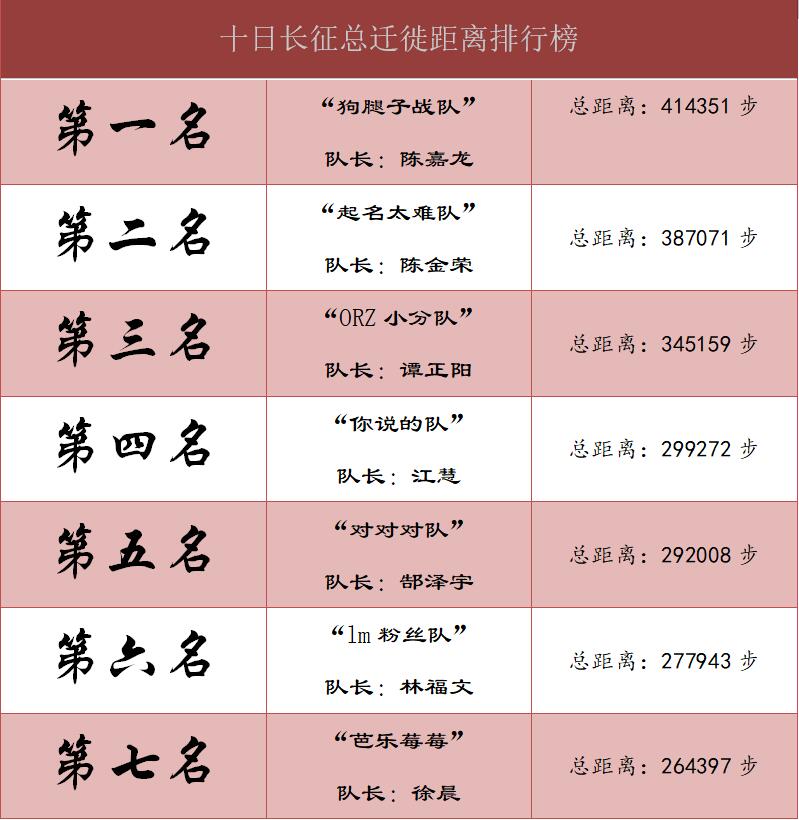 十日长征总迁徙距离排行榜
第一名
“狗腿子战队”
队长：陈嘉龙
总距离：414351 步
第二名
“起名太难队”
队长：陈金荣
总距离：387071 步
第三名
“ORZ 小分队”
队长：谭正阳
总距离：345159 步
第四名
“你说的队”
队长：江慧
总距离：299272 步
第五名
“对对对队”
队长：郜泽宇
总距离：292008 步
第六名
“lm 粉丝队”
队长：林福文
总距离：277943 步
第七名
“芭乐莓莓”
队长：徐晨
总距离：264397 步